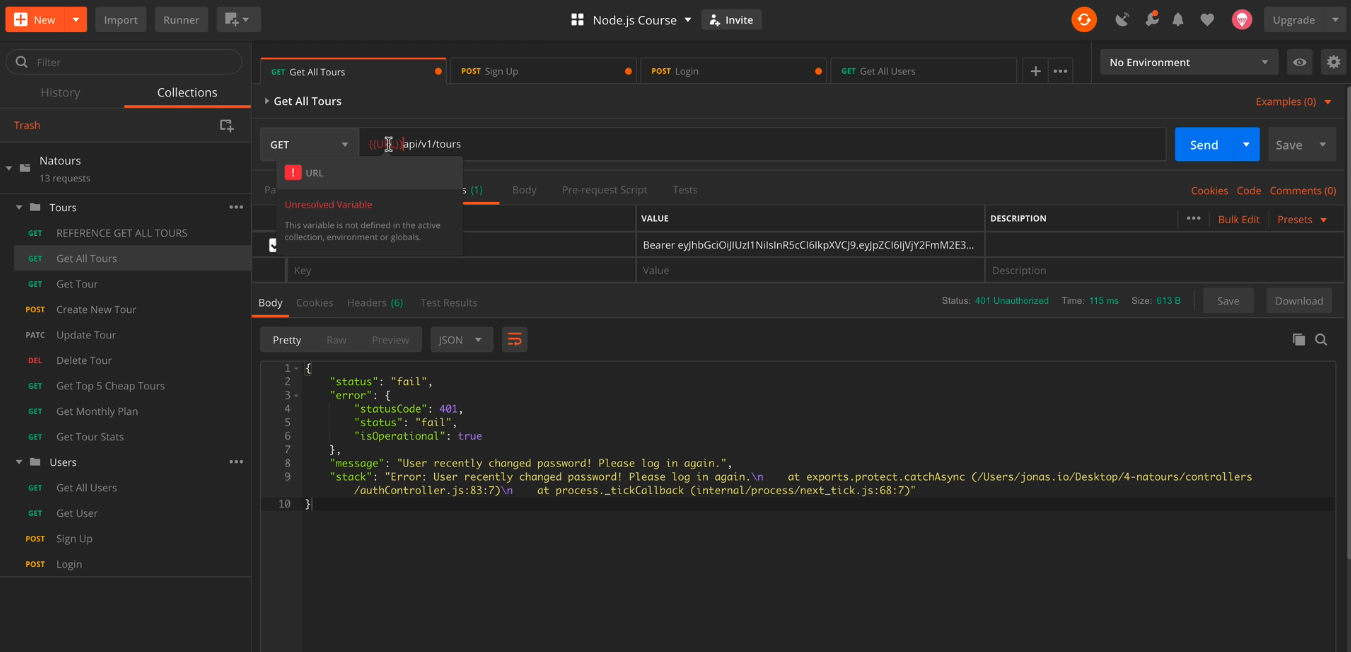 New
Import
Runner
Node.js Course
Invite
Upgrade
Filter
GET Get All Tours
POST Sign Up
POST Login
GET Get All Users
No Environment
History
Collections
Get All Tours
Examples (0)
Trash
GET
{{URL}}api/v1/tours
Send
Save
Natours
13 requests
! URL
Unresolved Variable
This variable is not defined in the active
collection, environment or globals.
Pa
s (1)
Body
Pre-request Script
Tests
Cookies
Code
Comments (0)
VALUE
DESCRIPTION
Bulk Edit
Presets
Bearer eyJhbGciOiJIUzI1NiIsInR5cCI6IkpXVCJ9.eyJpZCI6IjVjY2FmM2E3...
Key
Value
Description
Tours
GET REFERENCE GET ALL TOURS
GET Get All Tours
GET Get Tour
POST Create New Tour
PATC Update Tour
DEL Delete Tour
GET Get Top 5 Cheap Tours
GET Get Monthly Plan
GET Get Tour Stats
Users
GET Get All Users
GET Get User
POST Sign Up
POST Login
Body
Cookies
Headers (6)
Test Results
Status: 401 Unauthorized
Time: 115 ms
Size: 613 B
Save
Download
Pretty
Raw
Preview
JSON
1 {
2 "status": "fail",
3 "error": {
4 "statusCode": 401,
5 "status": "fail",
6 "isOperational": true
7 },
8 "message": "User recently changed password! Please log in again.",
9 "stack": "Error: User recently changed password! Please log in again.\n    at exports.protect.catchAsync (/Users/jonas.io/Desktop/4-natours/controllers
/authController.js:83:7)\n    at process._tickCallback (internal/process/next_tick.js:68:7)"
10 }